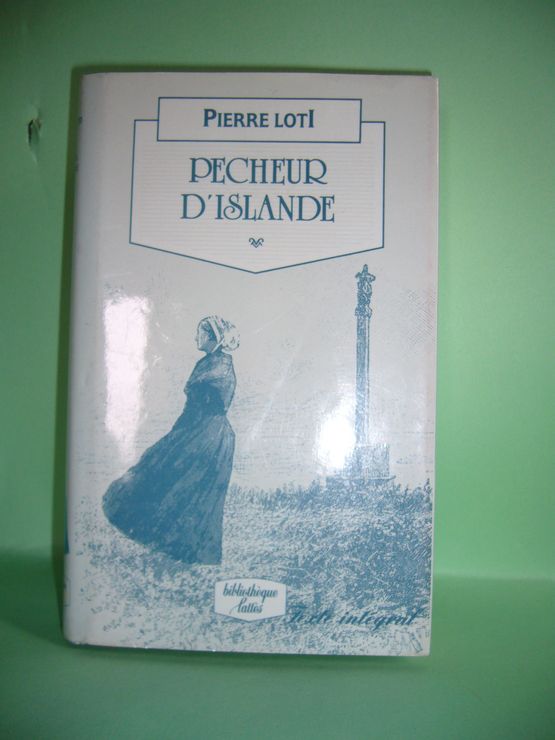 PIERRE LOTI
PECHEUR
D'ISLANDE
bibliothèque
Lattès
Texte intégral